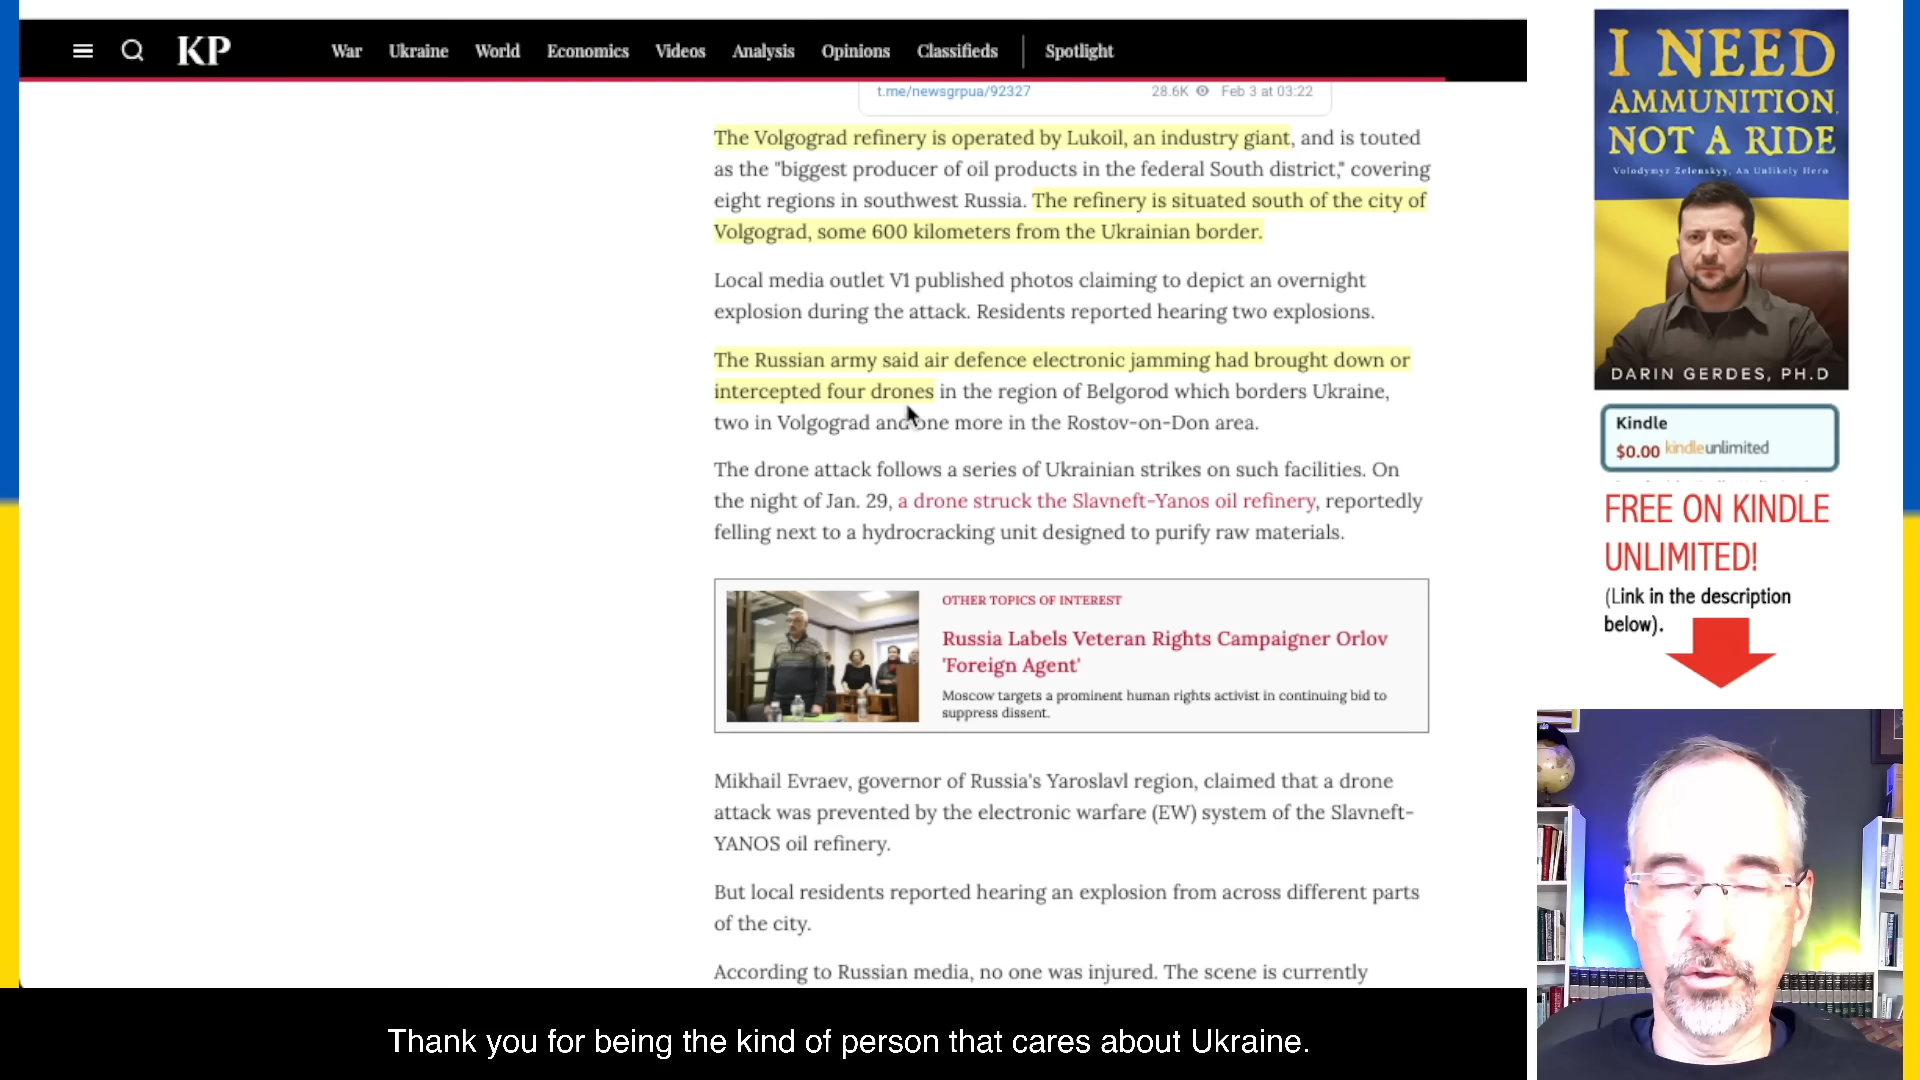 KP
War Ukraine World Economics Videos Analysis Opinions Classifieds Spotlight
t.me/newsgrpua/92327 28.6K Feb 3 at 03:22
The Volgograd refinery is operated by Lukoil, an industry giant, and is touted
as the "biggest producer of oil products in the federal South district," covering
eight regions in southwest Russia. The refinery is situated south of the city of
Volgograd, some 600 kilometers from the Ukrainian border.
Local media outlet V1 published photos claiming to depict an overnight
explosion during the attack. Residents reported hearing two explosions.
The Russian army said air defence electronic jamming had brought down or
intercepted four drones in the region of Belgorod which borders Ukraine,
two in Volgograd and one more in the Rostov-on-Don area.
The drone attack follows a series of Ukrainian strikes on such facilities. On
the night of Jan. 29, a drone struck the Slavneft-Yanos oil refinery, reportedly
felling next to a hydrocracking unit designed to purify raw materials.
OTHER TOPICS OF INTEREST
Russia Labels Veteran Rights Campaigner Orlov
'Foreign Agent'
Moscow targets a prominent human rights activist in continuing bid to
suppress dissent.
Mikhail Evraev, governor of Russia's Yaroslavl region, claimed that a drone
attack was prevented by the electronic warfare (EW) system of the Slavneft-
YANOS oil refinery.
But local residents reported hearing an explosion from across different parts
of the city.
According to Russian media, no one was injured. The scene is currently
Thank you for being the kind of person that cares about Ukraine.
I NEED
AMMUNITION,
NOT A RIDE
Volodymyr Zelenskyy, An Unlikely Hero
DARIN GERDES, PH.D
Kindle
$0.00 kindleunlimited
FREE ON KINDLE
UNLIMITED!
(Link in the description
below).